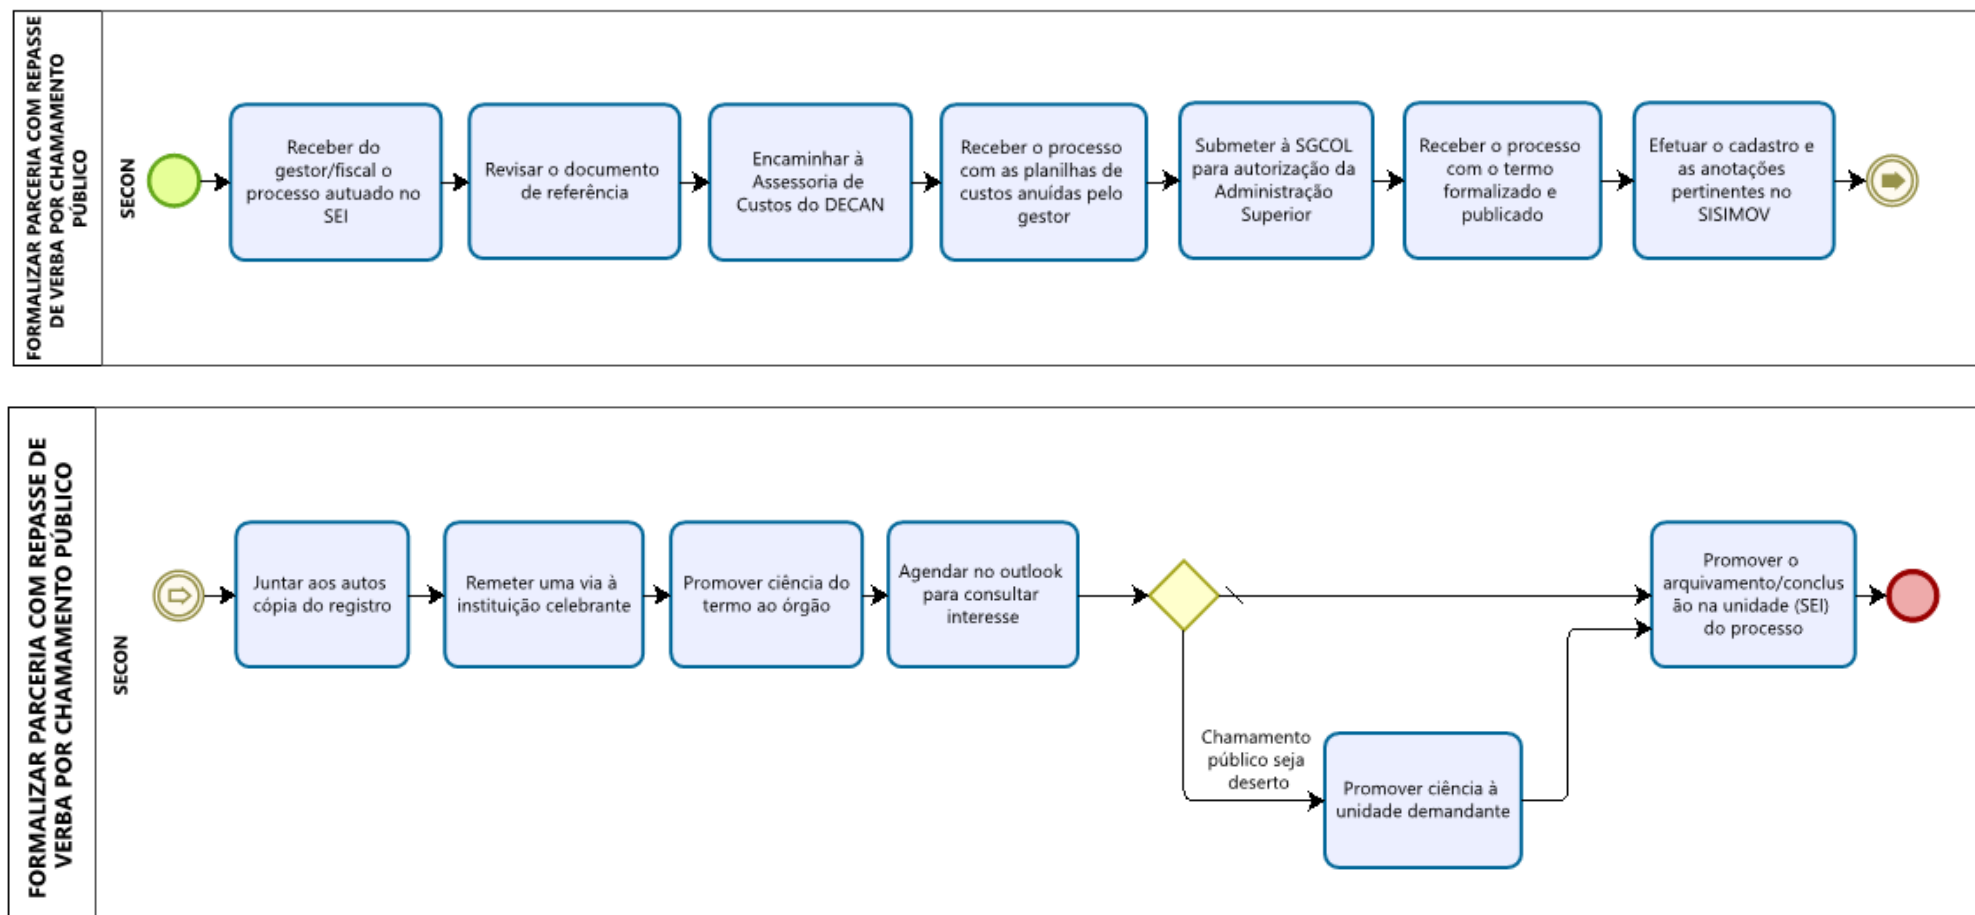 FORMALIZAR PARCERIA COM REPASSE
DE VERBA POR CHAMAMENTO
PÚBLICO
SECON
Receber do
gestor/fiscal o
processo autuado no
SEI
Revisar o documento
de referência
Encaminhar à
Assessoria de
Custos do DECAN
Receber o processo
com as planilhas de
custos anuídas pelo
gestor
Submeter à SGCOL
para autorização da
Administração
Superior
Receber o processo
com o termo
formalizado e
publicado
Efetuar o cadastro e
as anotações
pertinentes no
SISIMOV
FORMALIZAR PARCERIA COM REPASSE DE
VERBA POR CHAMAMENTO PÚBLICO
SECON
Juntar aos autos
cópia do registro
Remeter uma via à
instituição celebrante
Promover ciência do
termo ao órgão
Agendar no outlook
para consultar
interesse
Chamamento
público seja
deserto
Promover ciência à
unidade demandante
Promover o
arquivamento/conclus
ão na unidade (SEI)
do processo